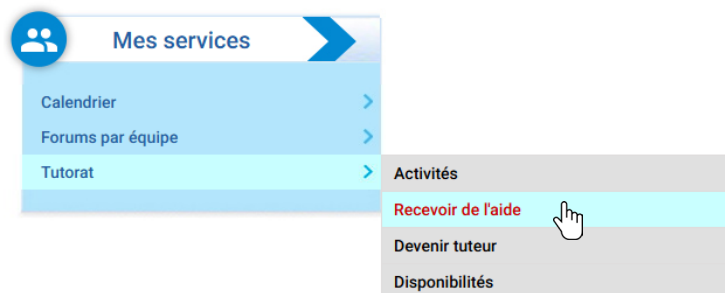 Mes services
Calendrier
Forums par équipe
Tutorat
Activités
Recevoir de l'aide
Devenir tuteur
Disponibilités